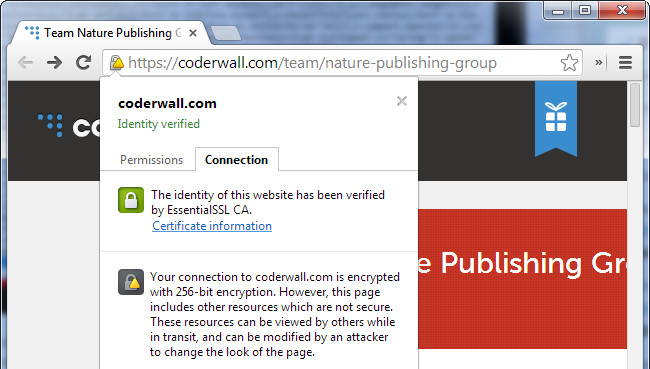 Team Nature Publishing G
https://coderwall.com/team/nature-publishing-group
coderwall.com
Identity verified
Permissions
Connection
The identity of this website has been verified
by EssentialSSL CA.
Certificate information
Your connection to coderwall.com is encrypted
with 256-bit encryption. However, this page
includes other resources which are not secure.
These resources can be viewed by others while
in transit, and can be modified by an attacker
to change the look of the page.
co
e Publishing Gro